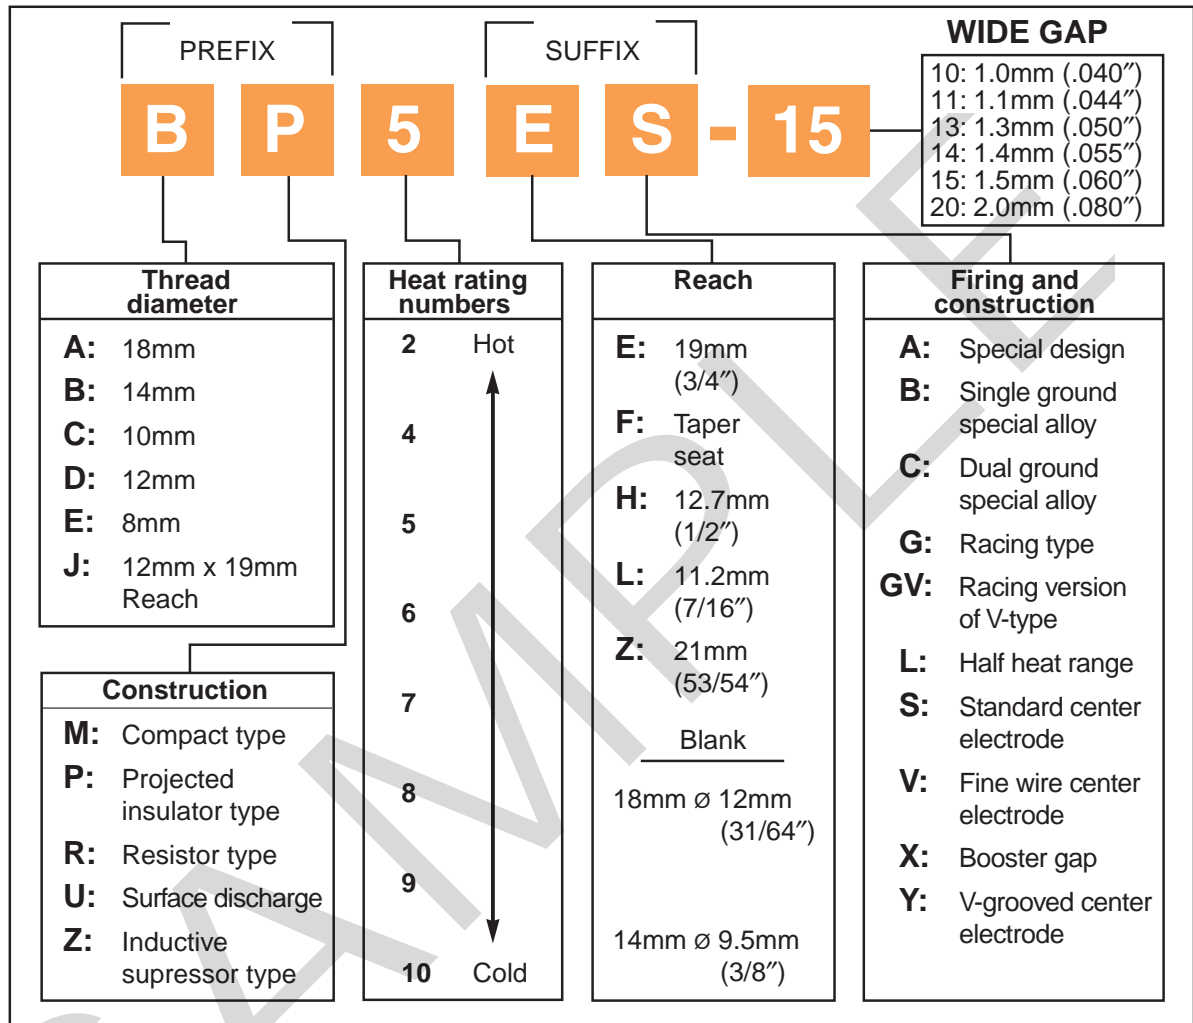 PREFIX
SUFFIX
WIDE GAP
B P 5 E S - 15
10: 1.0mm (.040″)
11: 1.1mm (.044″)
13: 1.3mm (.050″)
14: 1.4mm (.055″)
15: 1.5mm (.060″)
20: 2.0mm (.080″)
Thread
diameter
A: 18mm
B: 14mm
C: 10mm
D: 12mm
E: 8mm
J: 12mm x 19mm
Reach
Construction
M: Compact type
P: Projected
insulator type
R: Resistor type
U: Surface discharge
Z: Inductive
supressor type
Heat rating
numbers
2 Hot
4
5
6
7
8
9
10 Cold
Reach
E: 19mm
(3/4″)
F: Taper
seat
H: 12.7mm
(1/2″)
L: 11.2mm
(7/16″)
Z: 21mm
(53/54″)
Blank
18mm ø 12mm
(31/64″)
14mm ø 9.5mm
(3/8″)
Firing and
construction
A: Special design
B: Single ground
special alloy
C: Dual ground
special alloy
G: Racing type
GV: Racing version
of V-type
L: Half heat range
S: Standard center
electrode
V: Fine wire center
electrode
X: Booster gap
Y: V-grooved center
electrode
SAMPLE